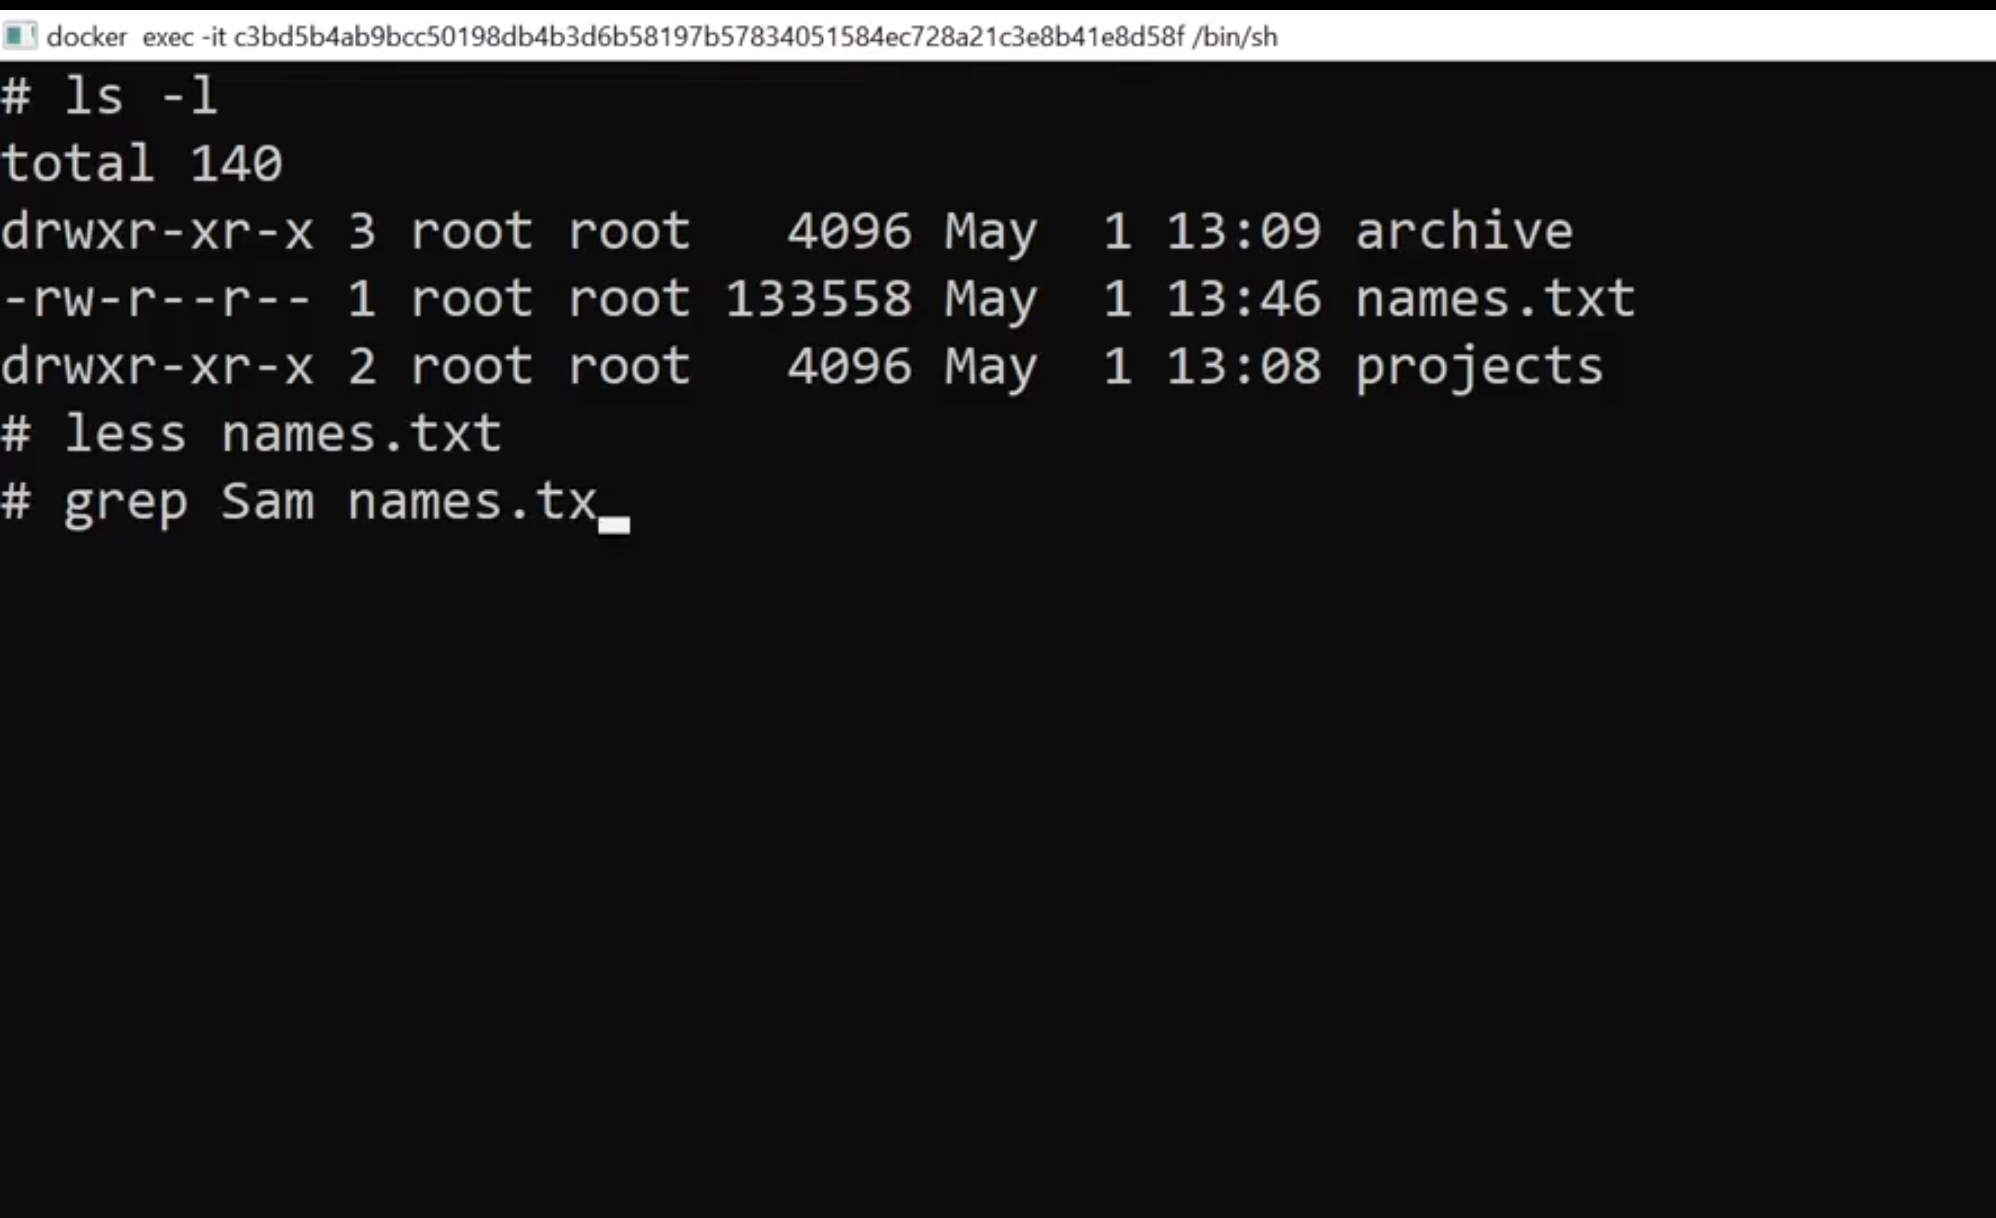 docker exec -it c3bd5b4ab9bcc50198db4b3d6b58197b57834051584ec728a21c3e8b41e8d58f /bin/sh
# ls -l
total 140
drwxr-xr-x 3 root root   4096 May  1 13:09 archive
-rw-r--r-- 1 root root 133558 May  1 13:46 names.txt
drwxr-xr-x 2 root root   4096 May  1 13:08 projects
# less names.txt
# grep Sam names.tx